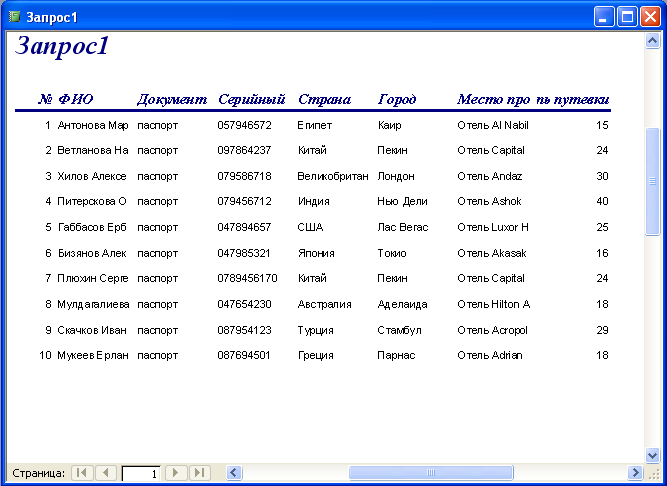 Запрос1
Запрос1
№ ФИО Документ Серийный Страна Город Место про пь путевки
1 Антонова Мар паспорт 057946572 Египет Каир Отель Al Nabil 15
2 Ветланова На паспорт 097864237 Китай Пекин Отель Capital 24
3 Хилов Алексе паспорт 079586718 Великобритан Лондон Отель Andaz 30
4 Питерскова О паспорт 079456712 Индия Нью Дели Отель Ashok 40
5 Габбасов Ерб паспорт 047894657 США Лас Вегас Отель Luxor H 25
6 Бизянов Алек паспорт 047985321 Япония Токио Отель Akasak 16
7 Плюхин Серге паспорт 0789456170 Китай Пекин Отель Capital 24
8 Мулдагалиева паспорт 047654230 Австралия Аделаида Отель Hilton A 18
9 Скачков Иван паспорт 087954123 Турция Стамбул Отель Acropol 29
10 Мукеев Ерлан паспорт 087694501 Греция Парнас Отель Adrian 18
Страница: 1